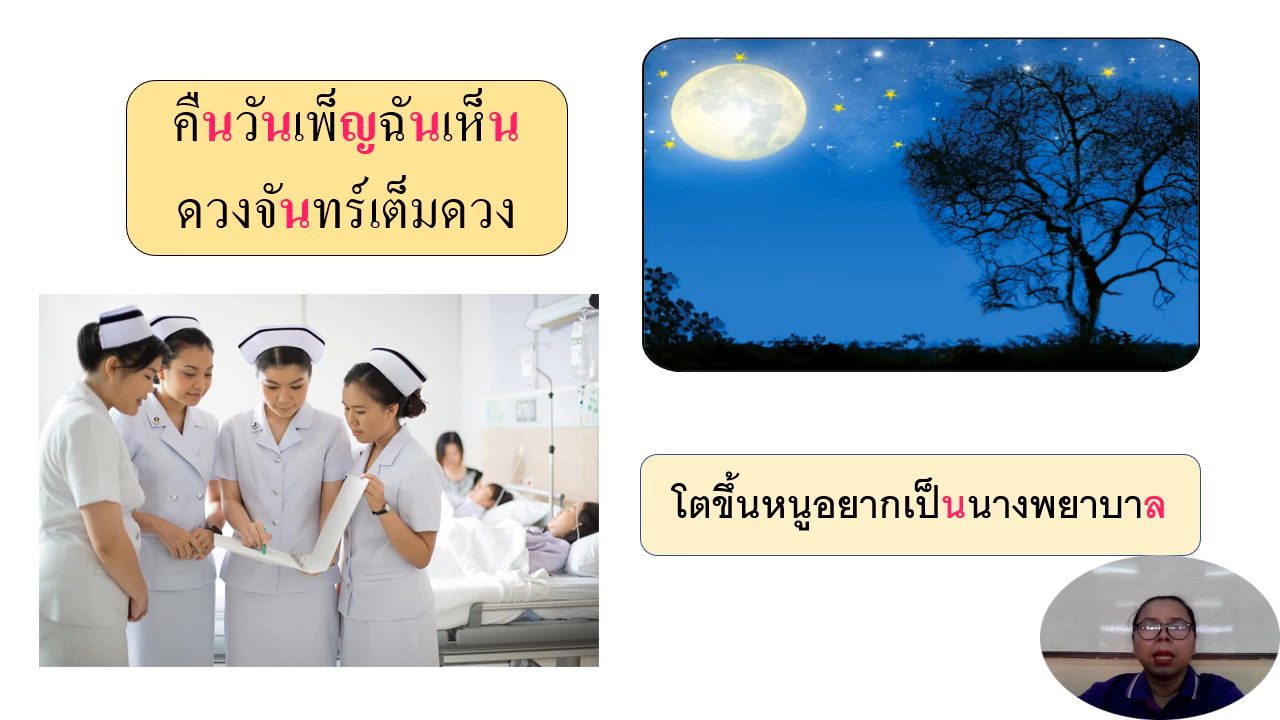 คืนวันเพ็ญฉันเห็น
ดวงจันทร์เต็มดวง
โตขึ้นหนูอยากเป็นนางพยาบาล